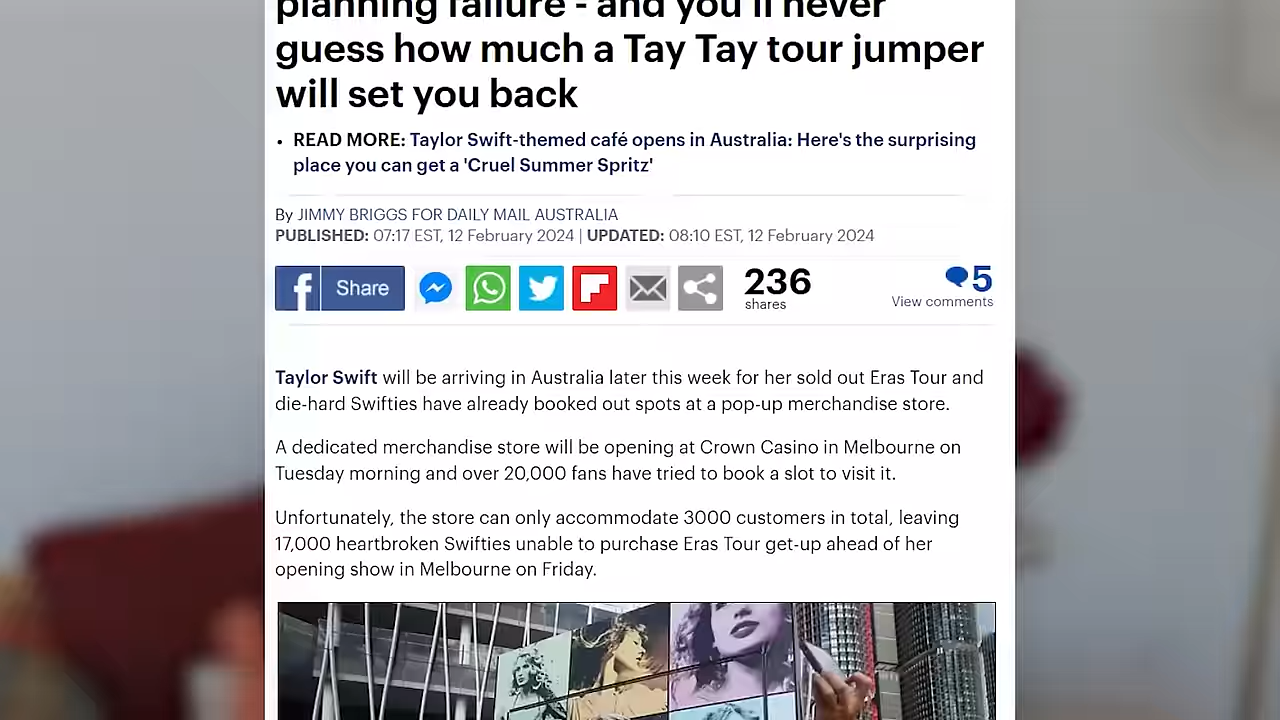 planning failure - and you'll never
guess how much a Tay Tay tour jumper
will set you back
• READ MORE: Taylor Swift-themed café opens in Australia: Here's the surprising
place you can get a 'Cruel Summer Spritz'
By JIMMY BRIGGS FOR DAILY MAIL AUSTRALIA
PUBLISHED: 07:17 EST, 12 February 2024 | UPDATED: 08:10 EST, 12 February 2024
f Share
236
shares
5
View comments
Taylor Swift will be arriving in Australia later this week for her sold out Eras Tour and
die-hard Swifties have already booked out spots at a pop-up merchandise store.
A dedicated merchandise store will be opening at Crown Casino in Melbourne on
Tuesday morning and over 20,000 fans have tried to book a slot to visit it.
Unfortunately, the store can only accommodate 3000 customers in total, leaving
17,000 heartbroken Swifties unable to purchase Eras Tour get-up ahead of her
opening show in Melbourne on Friday.